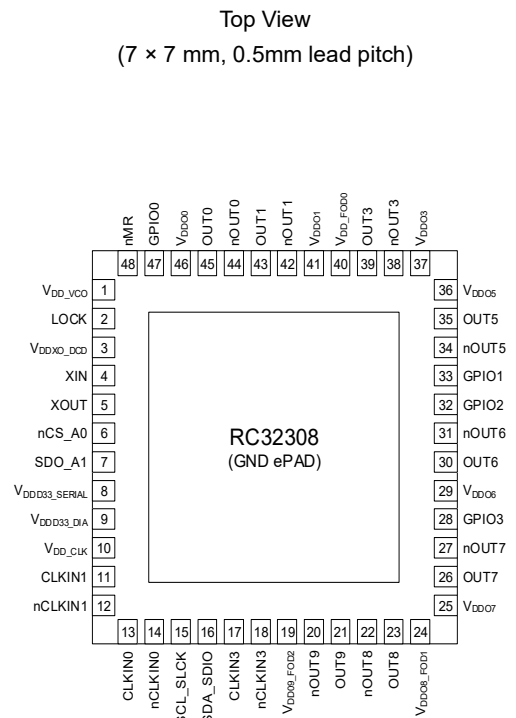 Top View
(7 × 7 mm, 0.5mm lead pitch)
nMR
GPIO0
VDDO0
OUT0
nOUT0
OUT1
nOUT1
VDDO1
VDD_FOD0
OUT3
nOUT3
VDDO3
48 47 46 45 44 43 42 41 40 39 38 37
VDD_VCO 1
LOCK 2
VDDXO_DCD 3
XIN 4
XOUT 5
nCS_A0 6
SDO_A1 7
VDDD33_SERIAL 8
VDDD33_DIA 9
VDD_CLK 10
CLKIN1 11
nCLKIN1 12
RC32308
(GND ePAD)
36 VDDO5
35 OUT5
34 nOUT5
33 GPIO1
32 GPIO2
31 nOUT6
30 OUT6
29 VDDO6
28 GPIO3
27 nOUT7
26 OUT7
25 VDDO7
13 14 15 16 17 18 19 20 21 22 23 24
CLKIN0
nCLKIN0
SCL_SLCK
SDA_SDIO
CLKIN3
nCLKIN3
VDDO9_FOD2
nOUT9
OUT9
nOUT8
OUT8
VDDO8_FOD1